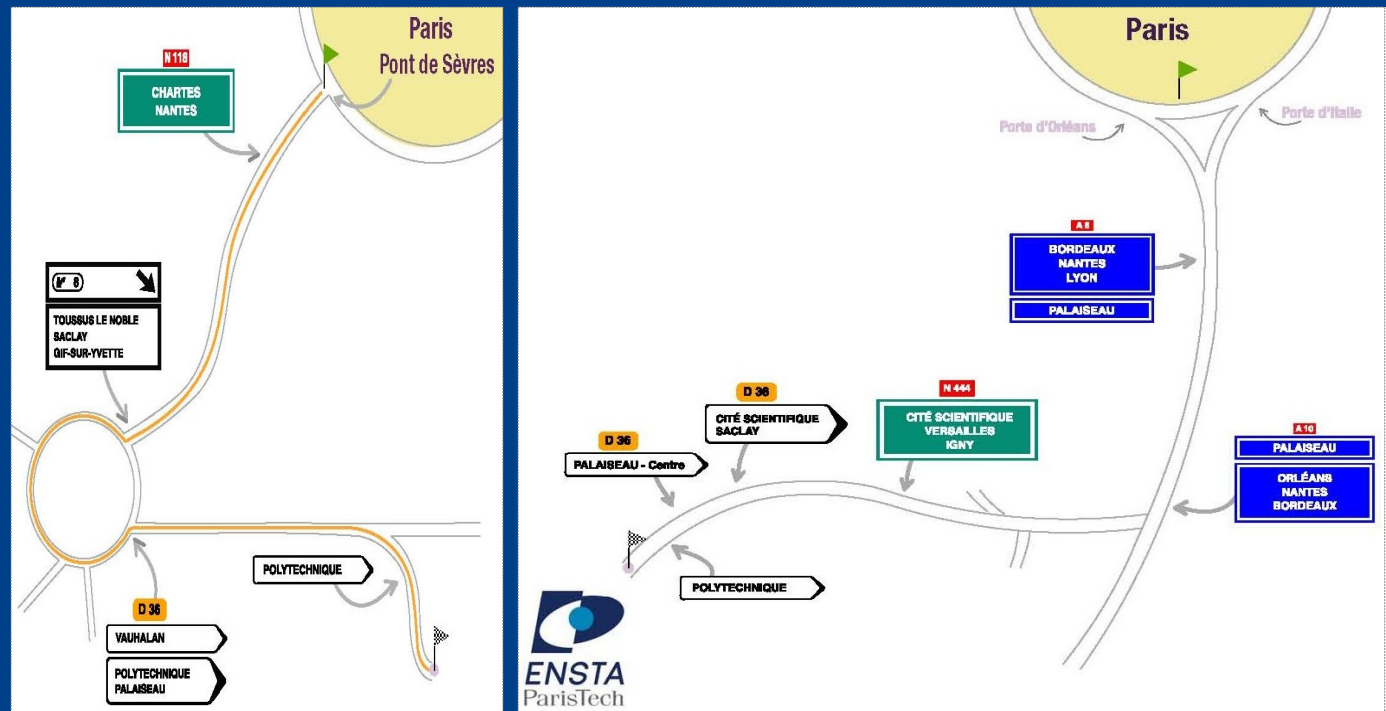 Paris
Pont de Sèvres
N 118
CHARTES
NANTES
N° 8
TOUSSUS LE NOBLE
SACLAY
GIF-SUR-YVETTE
POLYTECHNIQUE
D 36
VAUHALAN
POLYTECHNIQUE
PALAISEAU
Paris
Porte d'Orléans
Porte d'Italie
A 6
BORDEAUX
NANTES
LYON
PALAISEAU
N 444
CITÉ SCIENTIFIQUE
VERSAILLES
IGNY
D 36
CITÉ SCIENTIFIQUE
SACLAY
D 36
PALAISEAU - Centre
A 10
PALAISEAU
ORLÉANS
NANTES
BORDEAUX
POLYTECHNIQUE
ENSTA
ParisTech